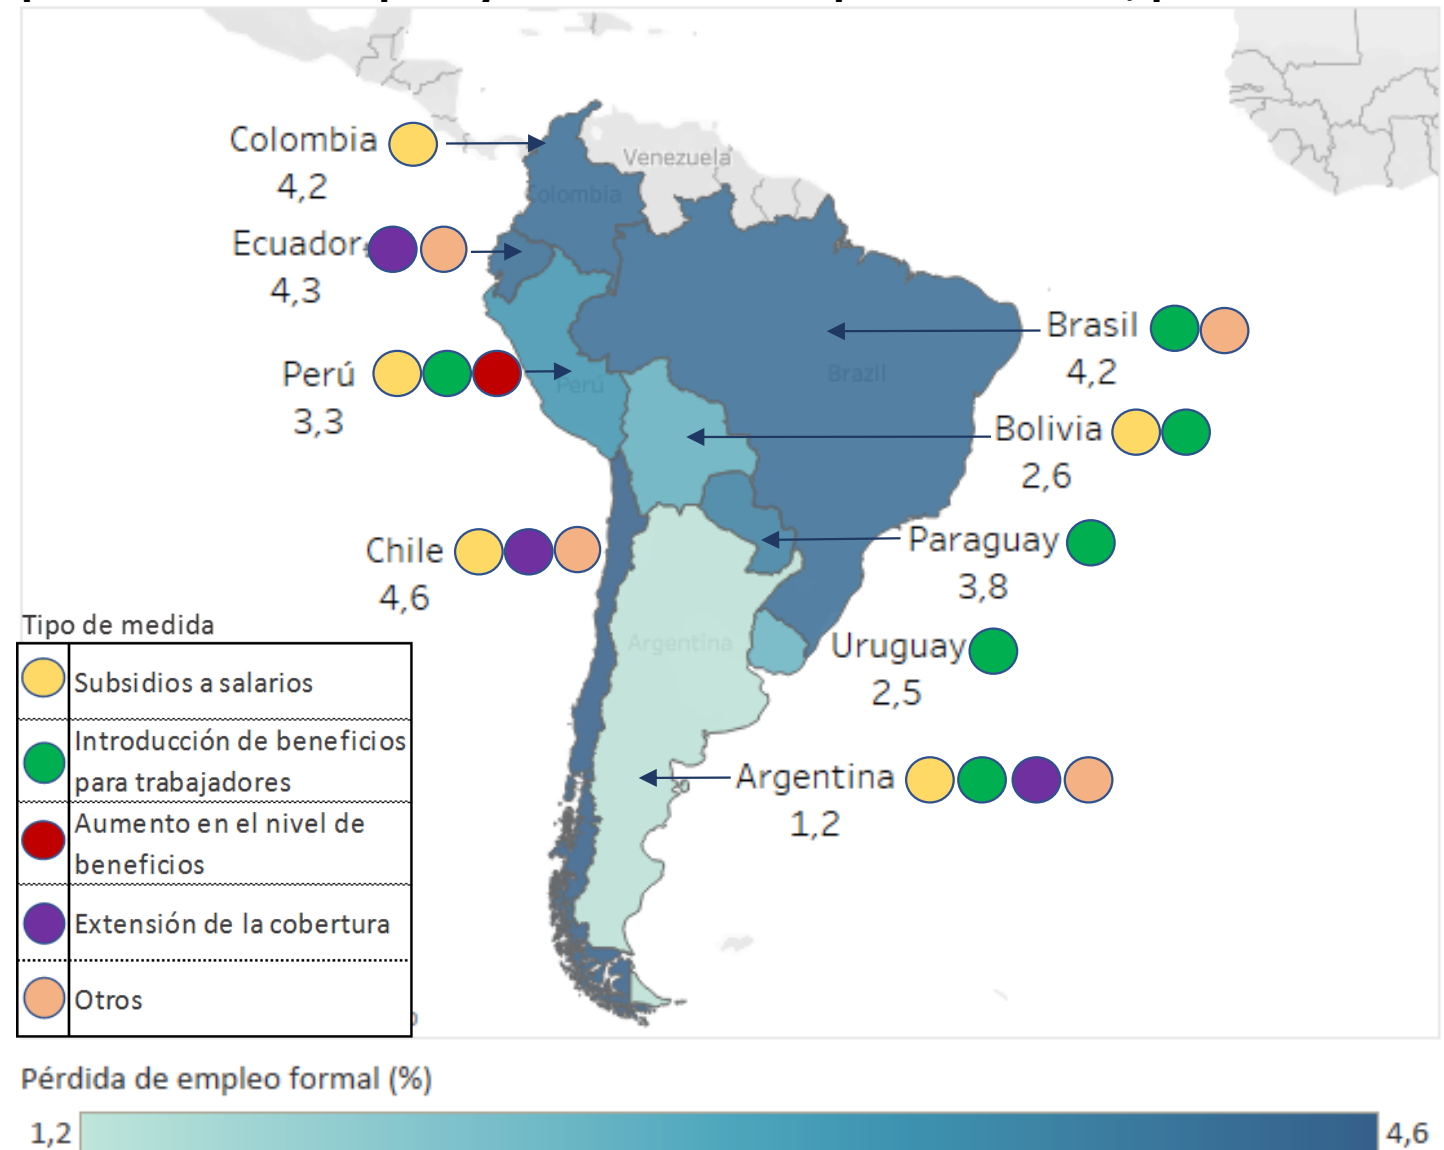 Colombia
4,2
Venezuela
Colombia
Ecuador
4,3
Brasil
4,2
Perú
3,3
Perú
Brazil
Bolivia
2,6
Chile
4,6
Paraguay
3,8
Argentina
Uruguay
2,5
Argentina
1,2
Tipo de medida
Subsidios a salarios
Introducción de beneficios
para trabajadores
Aumento en el nivel de
beneficios
Extensión de la cobertura
Otros
Pérdida de empleo formal (%)
1,2
4,6